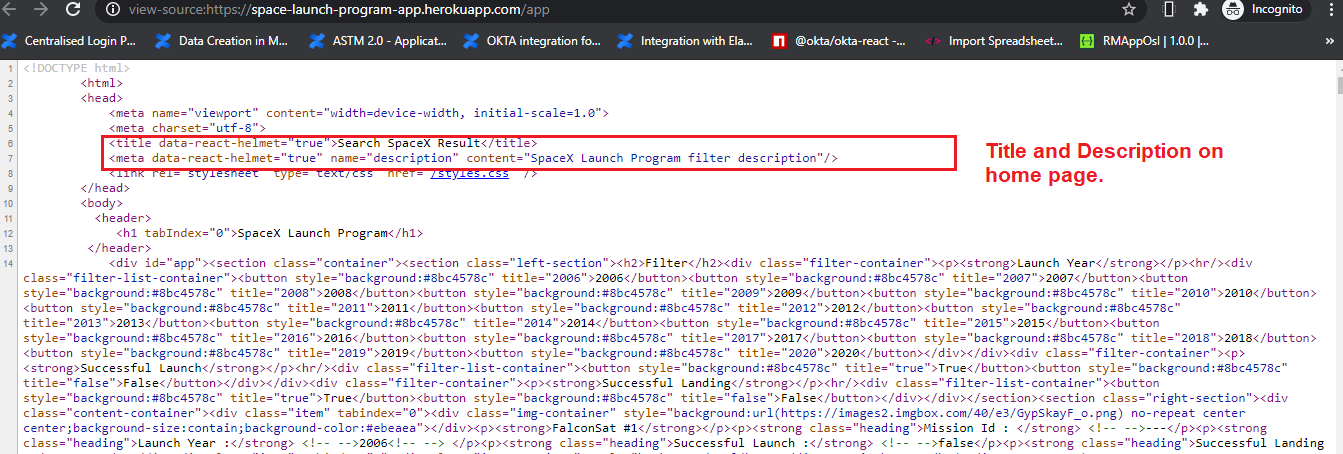 view-source:https://space-launch-program-app.herokuapp.com/app
Incognito
Centralised Login P... Data Creation in M... ASTM 2.0 - Applicat... OKTA integration fo... Integration with Ela... @okta/okta-react -... Import Spreadsheet... RMAppOsl | 1.0.0 |... »
1 <!DOCTYPE html>
2 <html>
3 <head>
4 <meta name="viewport" content="width=device-width, initial-scale=1.0">
5 <meta charset="utf-8">
6 <title data-react-helmet="true">Search SpaceX Result</title>
7 <meta data-react-helmet="true" name="description" content="SpaceX Launch Program filter description"/>
Title and Description on
home page.
8 <link rel="stylesheet" type="text/css" href="/styles.css" />
9 </head>
10 <body>
11 <header>
12 <h1 tabIndex="0">SpaceX Launch Program</h1>
13 </header>
14 <div id="app"><section class="container"><section class="left-section"><h2>Filter</h2><div class="filter-container"><p><strong>Launch Year</strong></p><hr/><div
class="filter-list-container"><button style="background:#8bc4578c" title="2006">2006</button><button style="background:#8bc4578c" title="2007">2007</button><button
style="background:#8bc4578c" title="2008">2008</button><button style="background:#8bc4578c" title="2009">2009</button><button style="background:#8bc4578c" title="2010">2010</button>
<button style="background:#8bc4578c" title="2011">2011</button><button style="background:#8bc4578c" title="2012">2012</button><button style="background:#8bc4578c"
title="2013">2013</button><button style="background:#8bc4578c" title="2014">2014</button><button style="background:#8bc4578c" title="2015">2015</button><button
style="background:#8bc4578c" title="2016">2016</button><button style="background:#8bc4578c" title="2017">2017</button><button style="background:#8bc4578c" title="2018">2018</button>
<button style="background:#8bc4578c" title="2019">2019</button><button style="background:#8bc4578c" title="2020">2020</button></div></div><div class="filter-container"><p>
<strong>Successful Launch</strong></p><hr/><div class="filter-list-container"><button style="background:#8bc4578c" title="true">True</button><button style="background:#8bc4578c"
title="false">False</button></div></div><div class="filter-container"><p><strong>Successful Landing</strong></p><hr/><div class="filter-list-container"><button
style="background:#8bc4578c" title="true">True</button><button style="background:#8bc4578c" title="false">False</button></div></div></section><section class="right-section"><div
class="content-container"><div class="item" tabindex="0"><div class="img-container" style="background:url(https://images2.imgbox.com/40/e3/GypSkayF_o.png) no-repeat center
center;background-size:contain;background-color:#ebeaea"></div><p><strong>FalconSat #1</strong></p><p><strong class="heading">Mission Id : </strong> <!-- -->---</p><p><strong
class="heading">Launch Year :</strong> <!-- -->2006<!-- --> </p><p><strong class="heading">Successful Launch :</strong> <!-- -->false</p><p><strong class="heading">Successful Landing